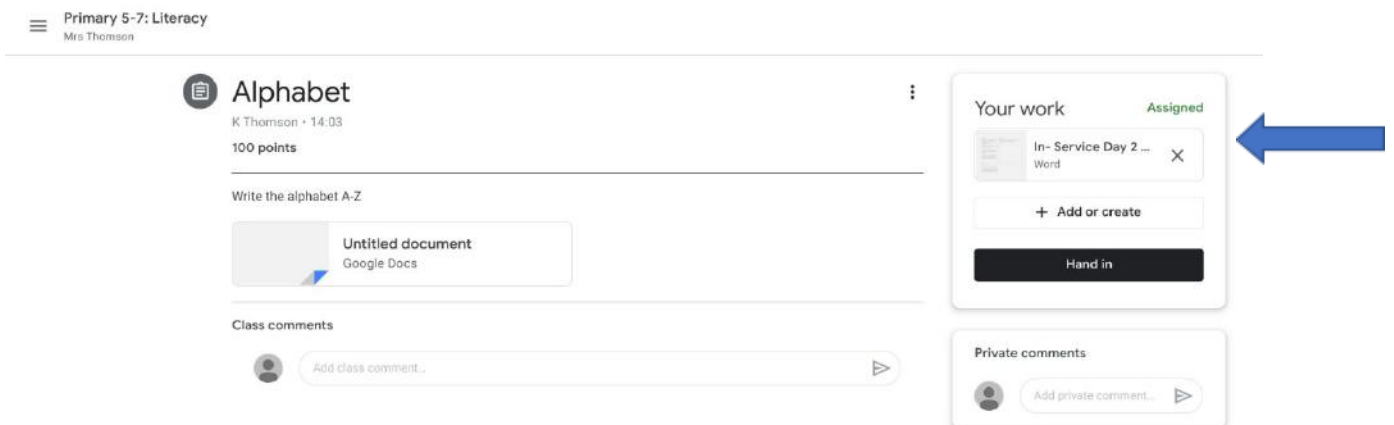 Primary 5-7: Literacy
Mrs Thomson
Alphabet
K Thomson • 14:03
100 points
Write the alphabet A-Z
Untitled document
Google Docs
Class comments
Add class comment...
Your work
Assigned
In- Service Day 2 ...
Word
+ Add or create
Hand in
Private comments
Add private comment...